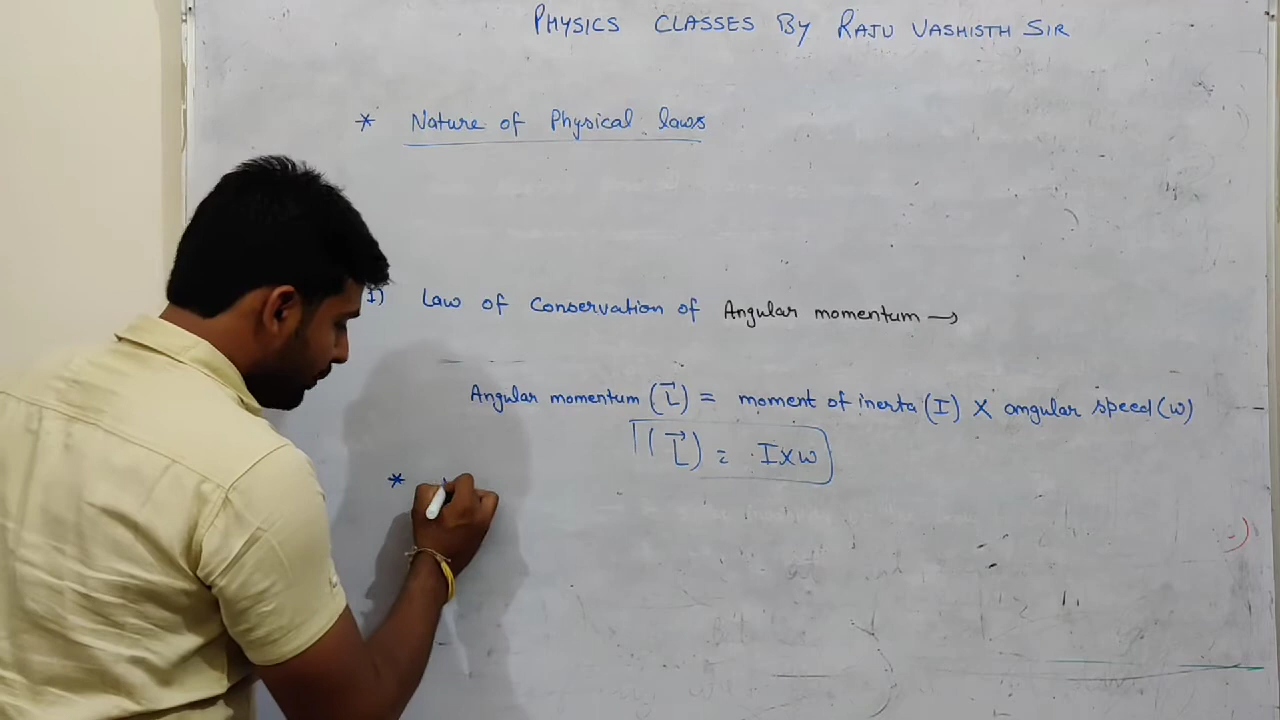 PHYSICS CLASSES BY RAJU VASHISTH SIR
* Nature of Physical laws
I) Law of Conservation of Angular momentum →
Angular momentum (L⃗) = moment of inerta (I) X angular speed (w)
(L⃗) = I X w
*